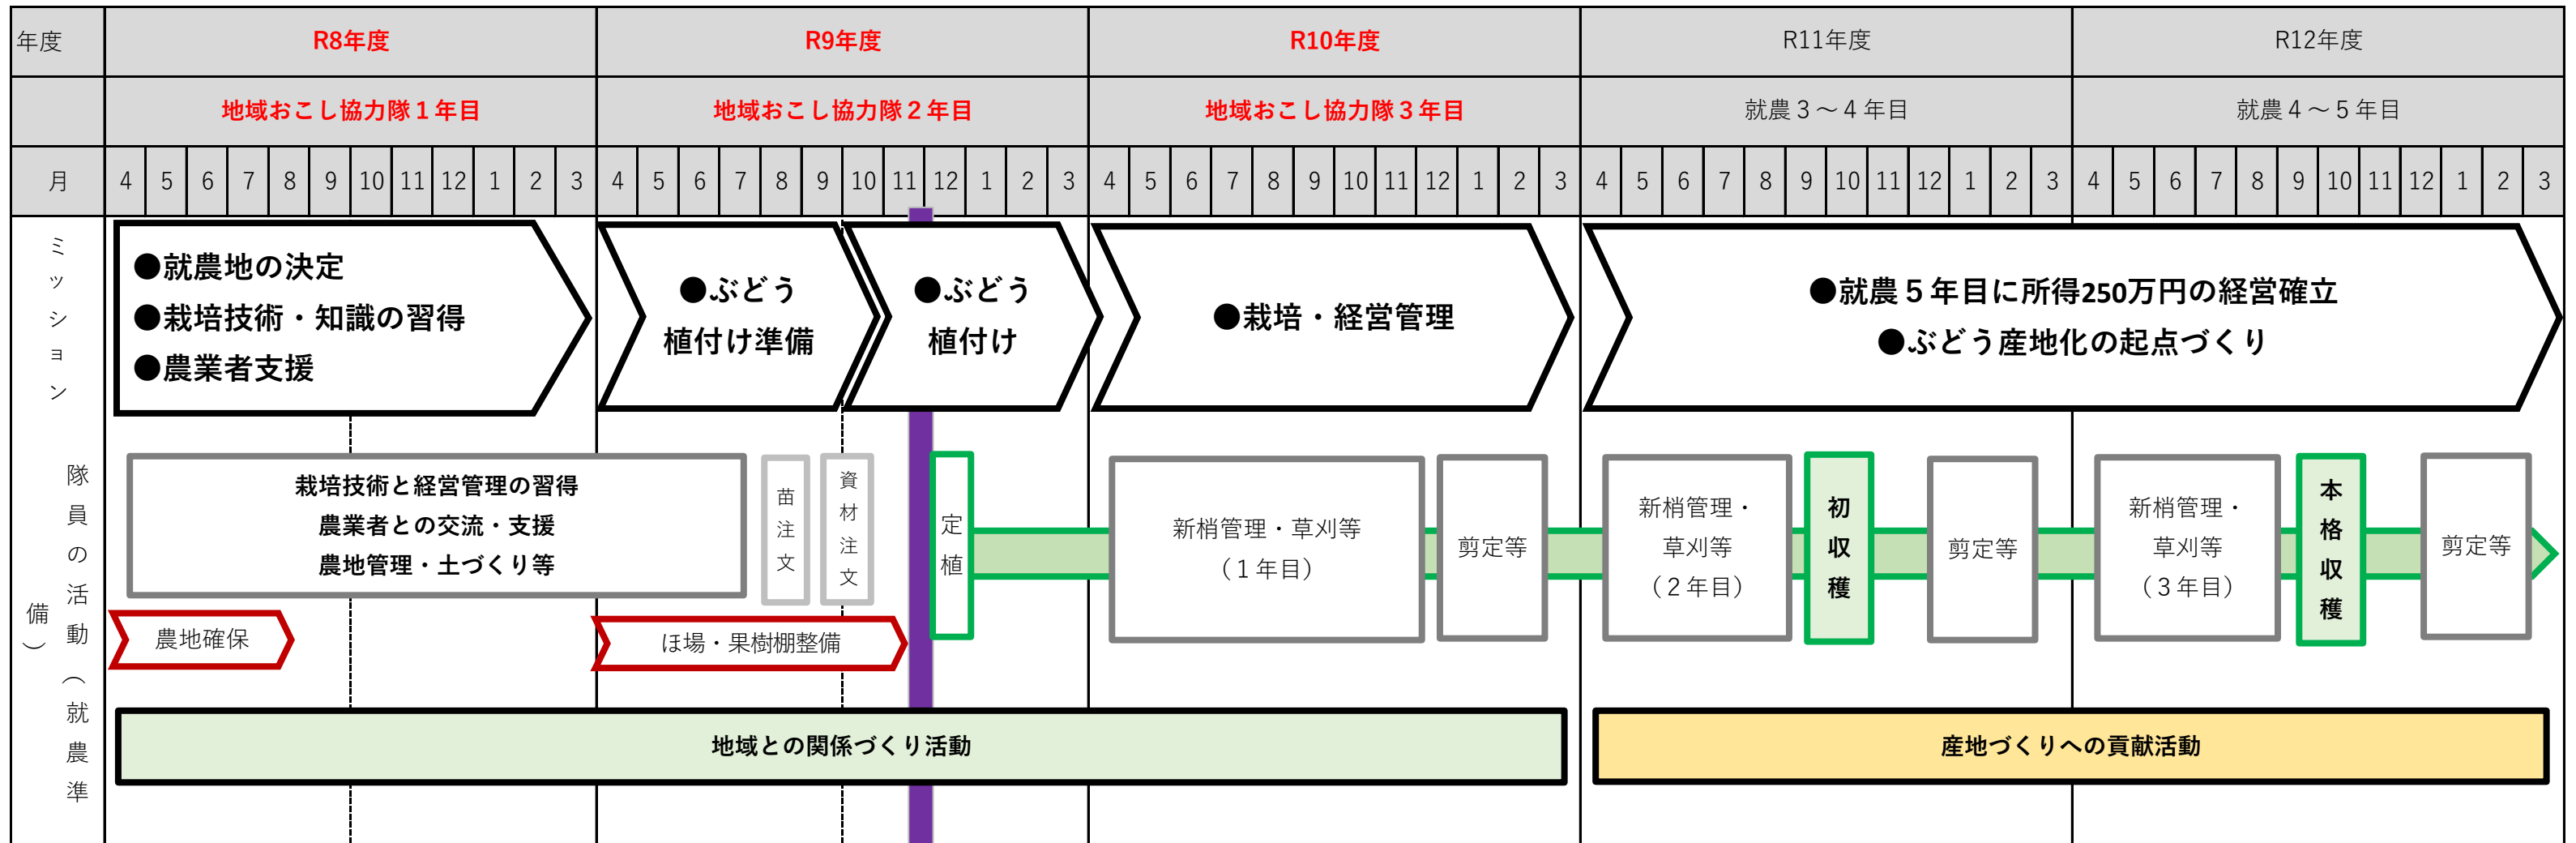 年度 R8年度 R9年度 R10年度 R11年度 R12年度
地域おこし協力隊1年目 地域おこし協力隊2年目 地域おこし協力隊3年目 就農3～4年目 就農4～5年目
月 4 5 6 7 8 9 10 11 12 1 2 3 4 5 6 7 8 9 10 11 12 1 2 3 4 5 6 7 8 9 10 11 12 1 2 3 4 5 6 7 8 9 10 11 12 1 2 3 4 5 6 7 8 9 10 11 12 1 2 3
ミッション
●就農地の決定
●栽培技術・知識の習得
●農業者支援
●ぶどう
植付け準備
●ぶどう
植付け
●栽培・経営管理
●就農５年目に所得250万円の経営確立
●ぶどう産地化の起点づくり
隊員の活動（就農準
備）
栽培技術と経営管理の習得
農業者との交流・支援
農地管理・土づくり等
苗注文
資材注文
定植
新梢管理・草刈等
（１年目）
剪定等
新梢管理・
草刈等
（２年目）
初収穫
剪定等
新梢管理・
草刈等
（３年目）
本格収穫
剪定等
農地確保
ほ場・果樹棚整備
地域との関係づくり活動
産地づくりへの貢献活動